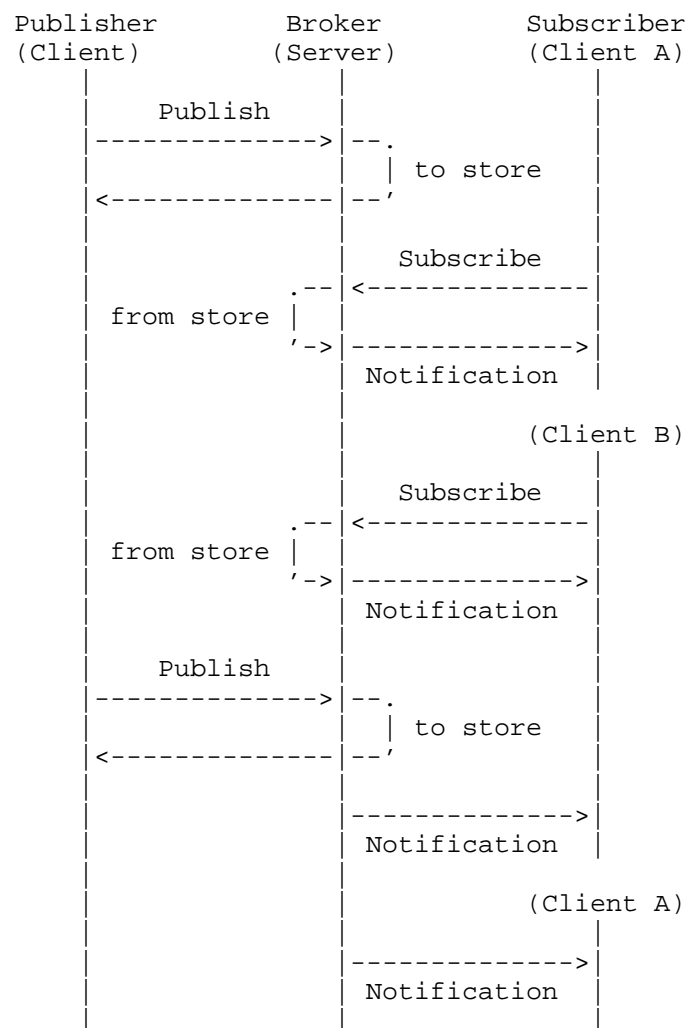 Publisher Broker Subscriber
(Client) (Server) (Client A)
Publish
to store
Subscribe
from store
Notification
(Client B)
Subscribe
from store
Notification
Publish
to store
Notification
(Client A)
Notification